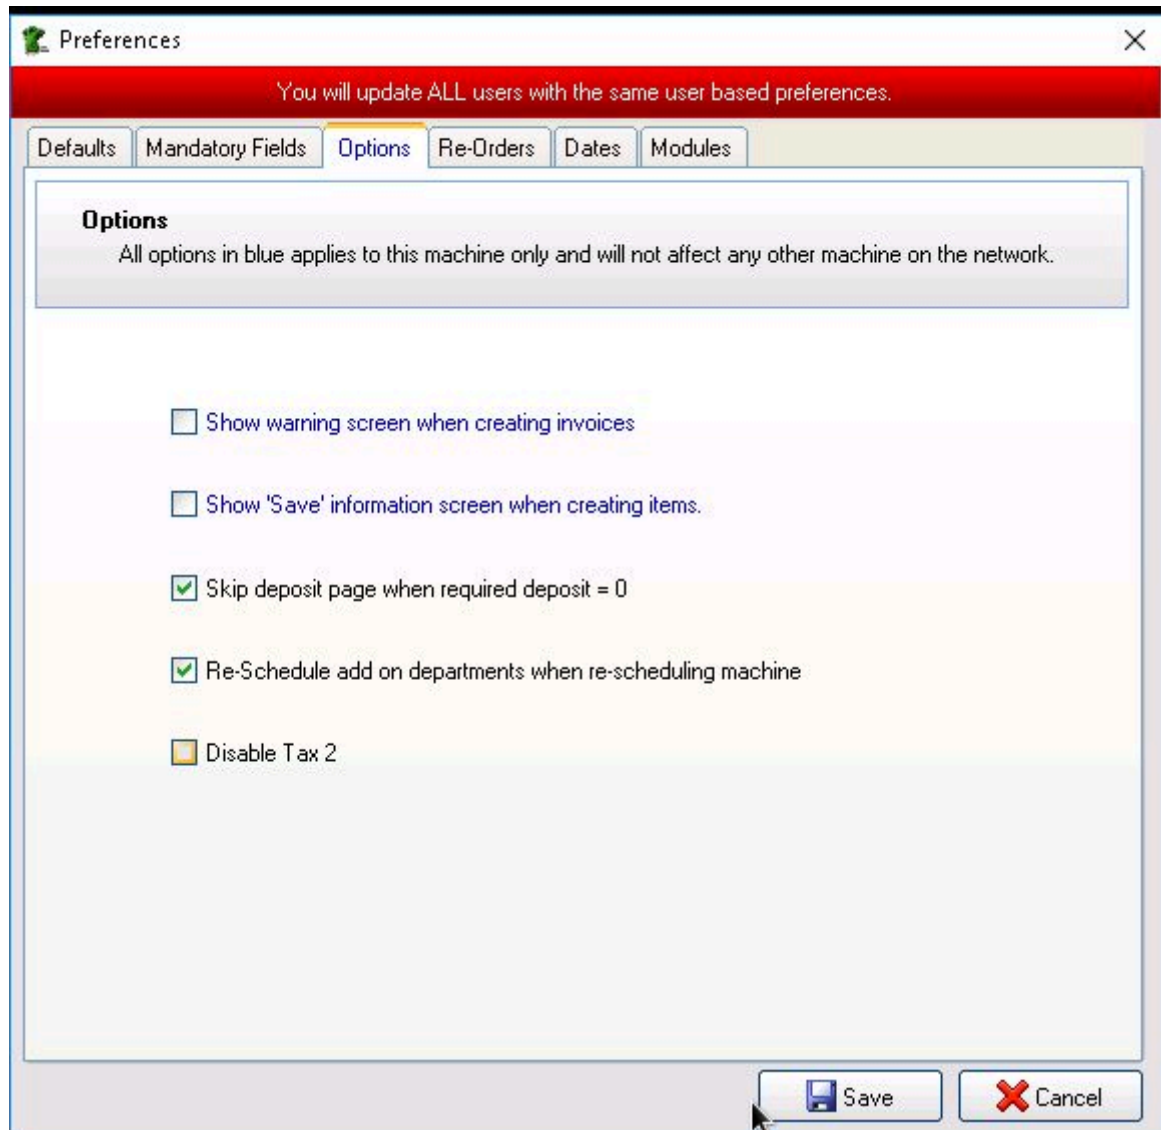 Preferences
You will update ALL users with the same user based preferences.
Defaults Mandatory Fields Options Re-Orders Dates Modules
Options
All options in blue applies to this machine only and will not affect any other machine on the network.
Show warning screen when creating invoices
Show 'Save' information screen when creating items.
Skip deposit page when required deposit = 0
Re-Schedule add on departments when re-scheduling machine
Disable Tax 2
Save Cancel